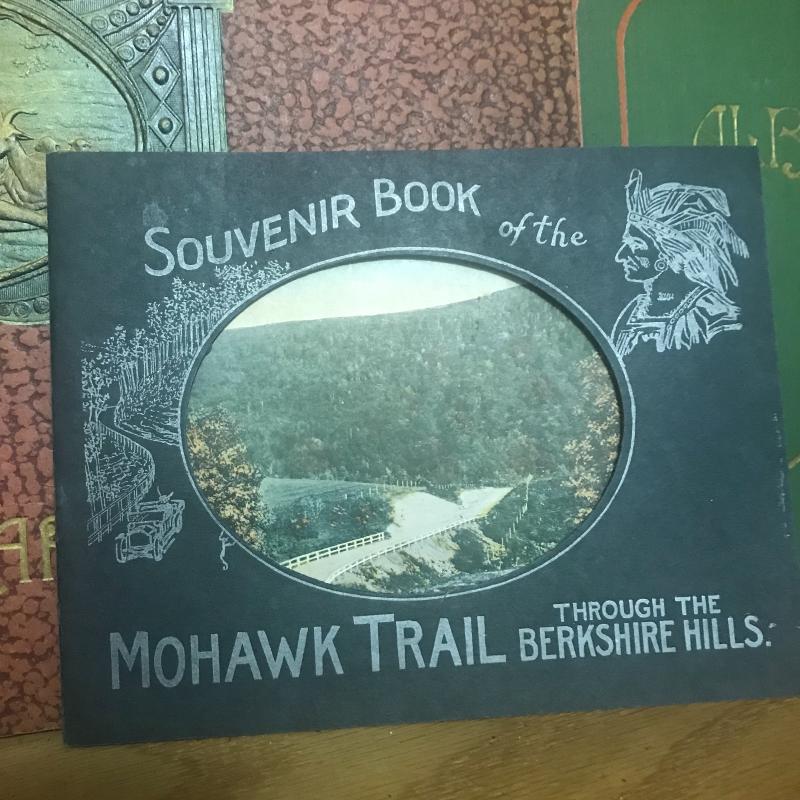 SOUVENIR BOOK of the
MOHAWK TRAIL THROUGH THE
BERKSHIRE HILLS.